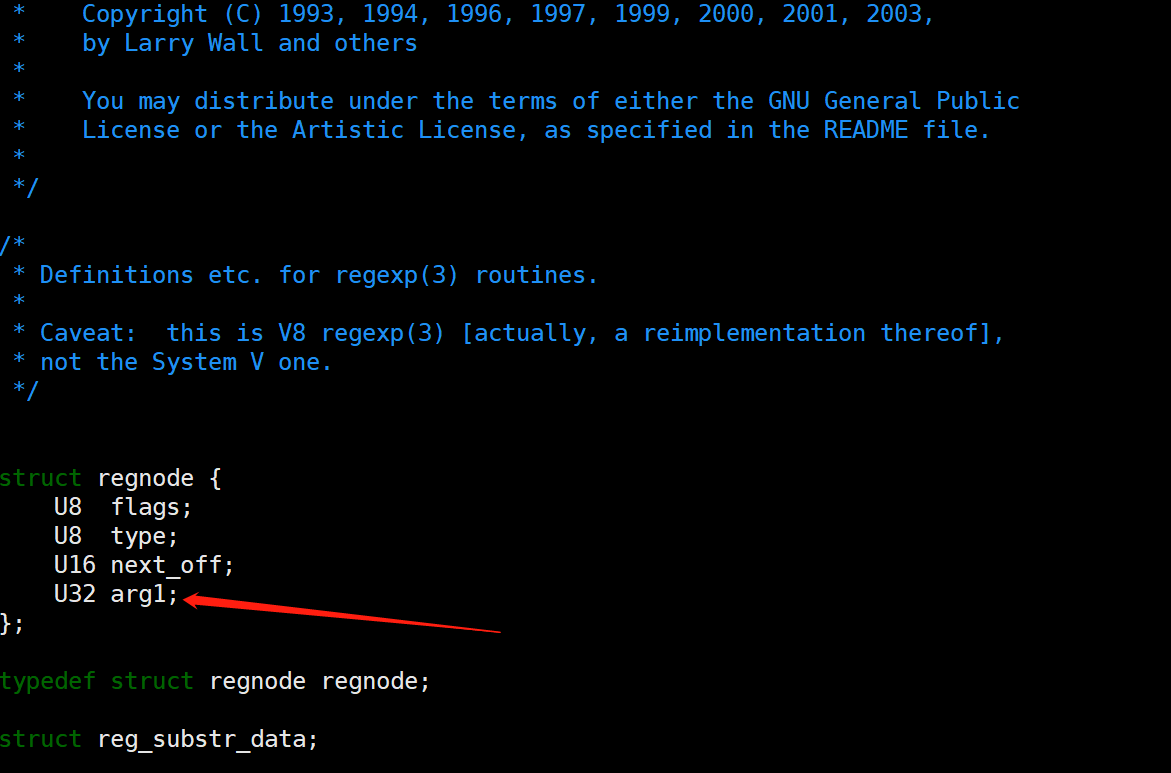 *    Copyright (C) 1993, 1994, 1996, 1997, 1999, 2000, 2001, 2003,
 *    by Larry Wall and others
 *
 *    You may distribute under the terms of either the GNU General Public
 *    License or the Artistic License, as specified in the README file.
 *
 */
/*
 * Definitions etc. for regexp(3) routines.
 *
 * Caveat:  this is V8 regexp(3) [actually, a reimplementation thereof],
 * not the System V one.
 */
struct regnode {
    U8  flags;
    U8  type;
    U16 next_off;
    U32 arg1;
};
typedef struct regnode regnode;
struct reg_substr_data;